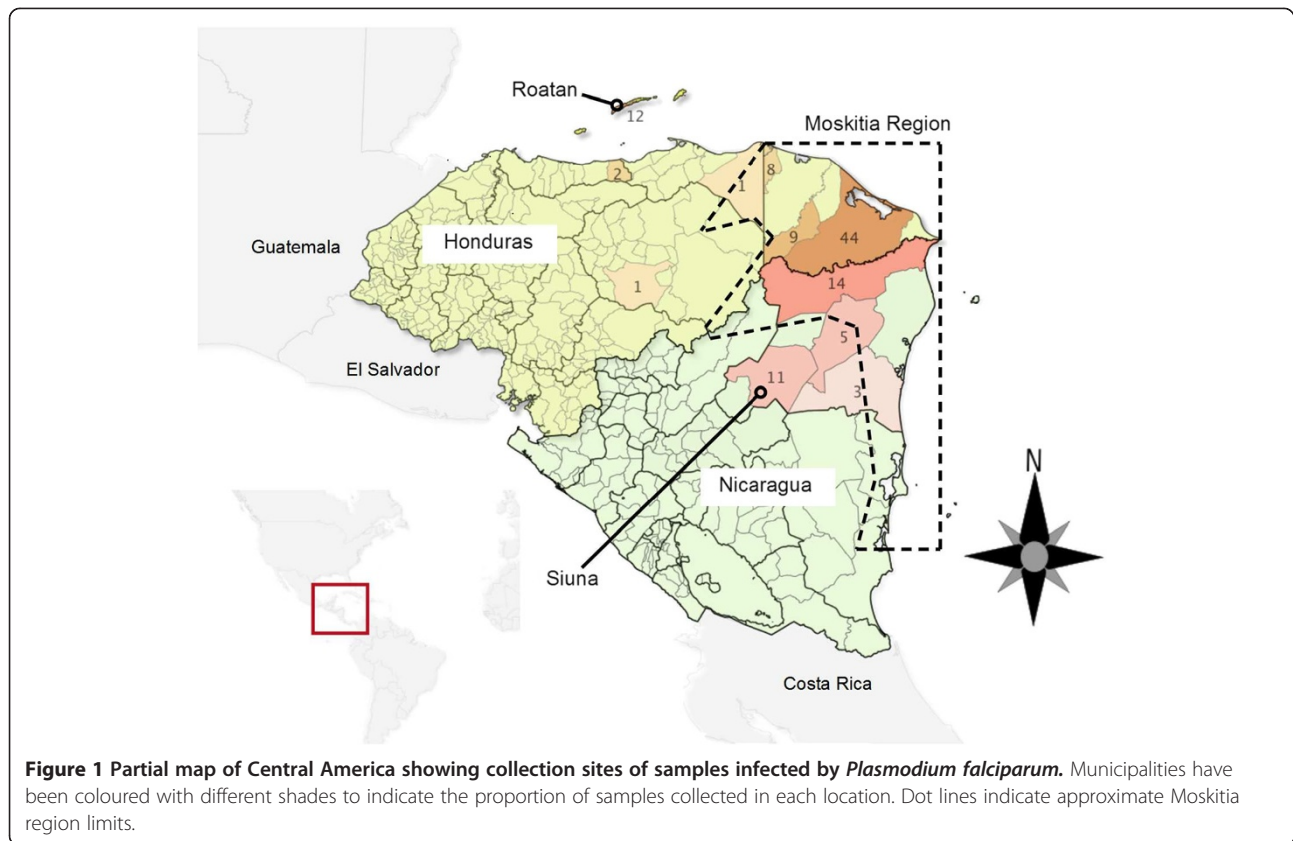 Roatan
12
Moskitia Region
2
1
8
Guatemala
Honduras
9
44
1
14
El Salvador
5
11
3
Nicaragua
N
Siuna
Costa Rica
Figure 1 Partial map of Central America showing collection sites of samples infected by Plasmodium falciparum. Municipalities have
been coloured with different shades to indicate the proportion of samples collected in each location. Dot lines indicate approximate Moskitia
region limits.